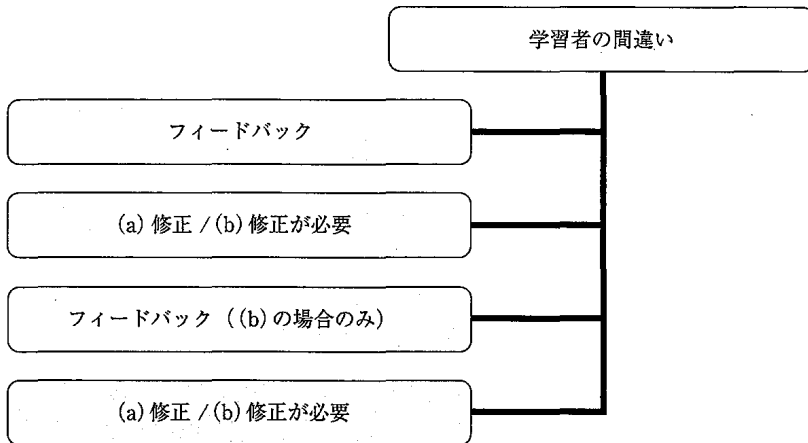 学習者の間違い
フィードバック
(a) 修正 / (b) 修正が必要
フィードバック ((b) の場合のみ)
(a) 修正 / (b) 修正が必要